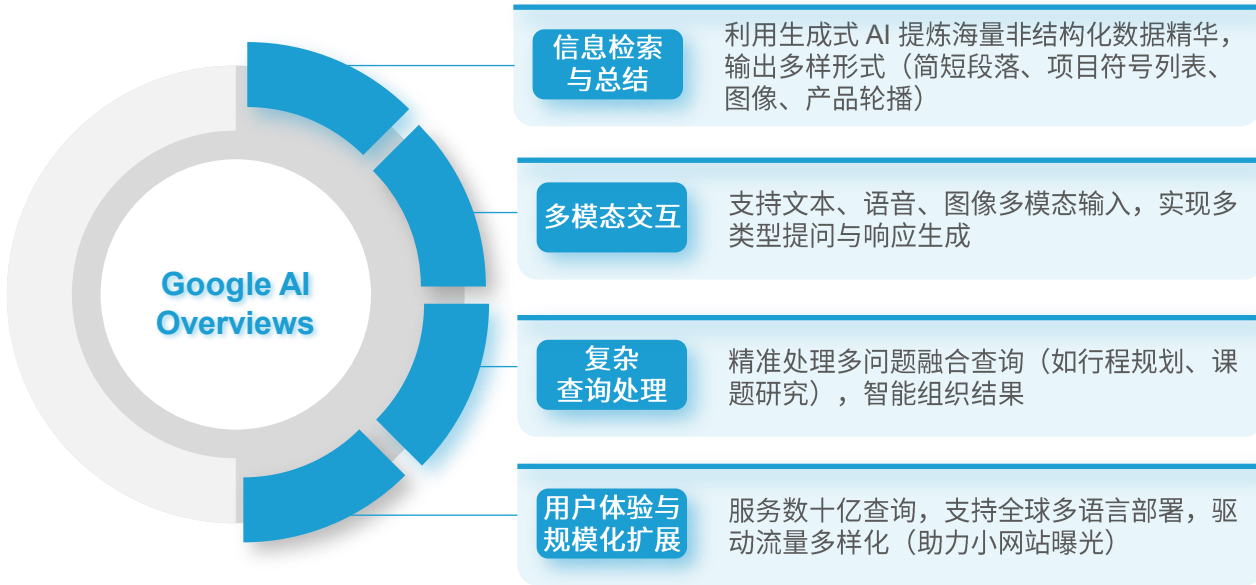 Google AI
Overviews
信息检索
与总结
利用生成式 AI 提炼海量非结构化数据精华，
输出多样形式（简短段落、项目符号列表、
图像、产品轮播）
多模态交互
支持文本、语音、图像多模态输入，实现多
类型提问与响应生成
复杂
查询处理
精准处理多问题融合查询（如行程规划、课
题研究），智能组织结果
用户体验与
规模化扩展
服务数十亿查询，支持全球多语言部署，驱
动流量多样化（助力小网站曝光）